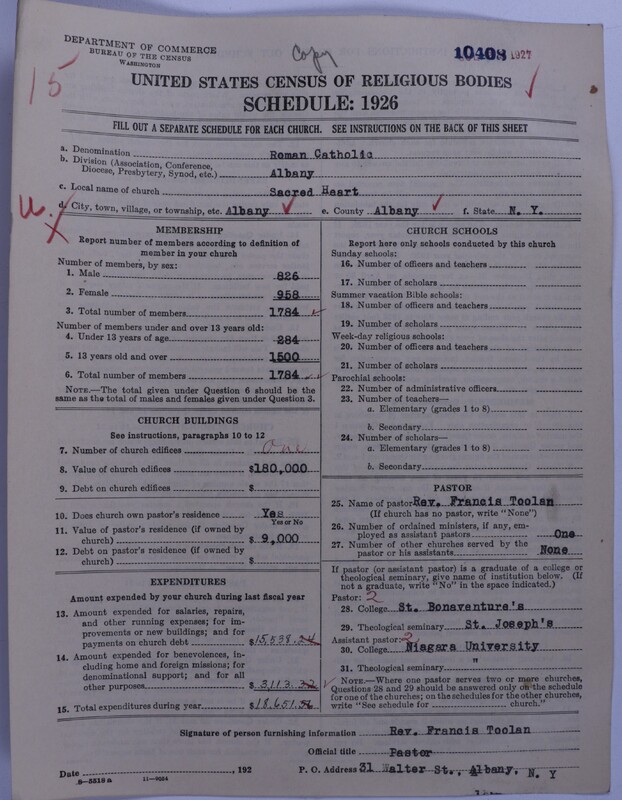 DEPARTMENT OF COMMERCE
BUREAU OF THE CENSUS
WASHINGTON
Copy
10408 1927
15
UNITED STATES CENSUS OF RELIGIOUS BODIES
SCHEDULE: 1926
FILL OUT A SEPARATE SCHEDULE FOR EACH CHURCH. SEE INSTRUCTIONS ON THE BACK OF THIS SHEET
a. Denomination Roman Catholic
b. Division (Association, Conference,
Diocese, Presbytery, Synod, etc.) Albany
c. Local name of church Sacred Heart
d. City, town, village, or township, etc. Albany e. County Albany f. State N. Y.
MEMBERSHIP
Report number of members according to definition of
member in your church
Number of members, by sex:
1. Male 826
2. Female 958
3. Total number of members 1784
Number of members under and over 13 years old:
4. Under 13 years of age 284
5. 13 years old and over 1500
6. Total number of members 1784
NOTE.—The total given under Question 6 should be
same as the total of males and females given under Question 3.
CHURCH BUILDINGS
See instructions, paragraphs 10 to 12
7. Number of church edifices One
8. Value of church edifices $180,000
9. Debt on church edifices $
10. Does church own pastor's residence Yes
Yes or No
11. Value of pastor's residence (if owned by
church) $ 9,000
12. Debt on pastor's residence (if owned by
church) $
EXPENDITURES
Amount expended by your church during last fiscal year
13. Amount expended for salaries, repairs,
and other running expenses; for im-
provements or new buildings; and for
payments on church debt $15,538.24
14. Amount expended for benevolences, in-
cluding home and foreign missions; for
denominational support; and for all
other purposes $3,113.32
15. Total expenditures during year $18,651.56
CHURCH SCHOOLS
Report here only schools conducted by this church
Sunday schools:
16. Number of officers and teachers
17. Number of scholars
Summer vacation Bible schools:
18. Number of officers and teachers
19. Number of scholars
Week-day religious schools:
20. Number of officers and teachers
21. Number of scholars
Parochial schools:
22. Number of administrative officers
23. Number of teachers—
a. Elementary (grades 1 to 8)
b. Secondary
24. Number of scholars—
a. Elementary (grades 1 to 8)
b. Secondary
PASTOR
25. Name of pastor Rev. Francis Toolan
(If church has no pastor, write "None")
26. Number of ordained ministers, if any, em-
ployed as assistant pastors One
27. Number of other churches served by the
pastor or his assistants None
If pastor (or assistant pastor) is a graduate of a college or
theological seminary, give name of institution below. (If
not a graduate, write "No" in the space indicated.)
Pastor: 2
28. College St. Bonaventure's
29. Theological seminary St. Joseph's
Assistant pastor: 2
30. College Niagara University
31. Theological seminary "
NOTE.—Where one pastor serves two or more churches,
Questions 28 and 29 should be answered only on the schedule
for one of the churches; on the schedules for the other churches,
write "See schedule for church."
Signature of person furnishing information Rev. Francis Toolan
Official title Pastor
Date , 192 P. O. Address 31 Walter St., Albany, N. Y
8—5518 a 11—9034